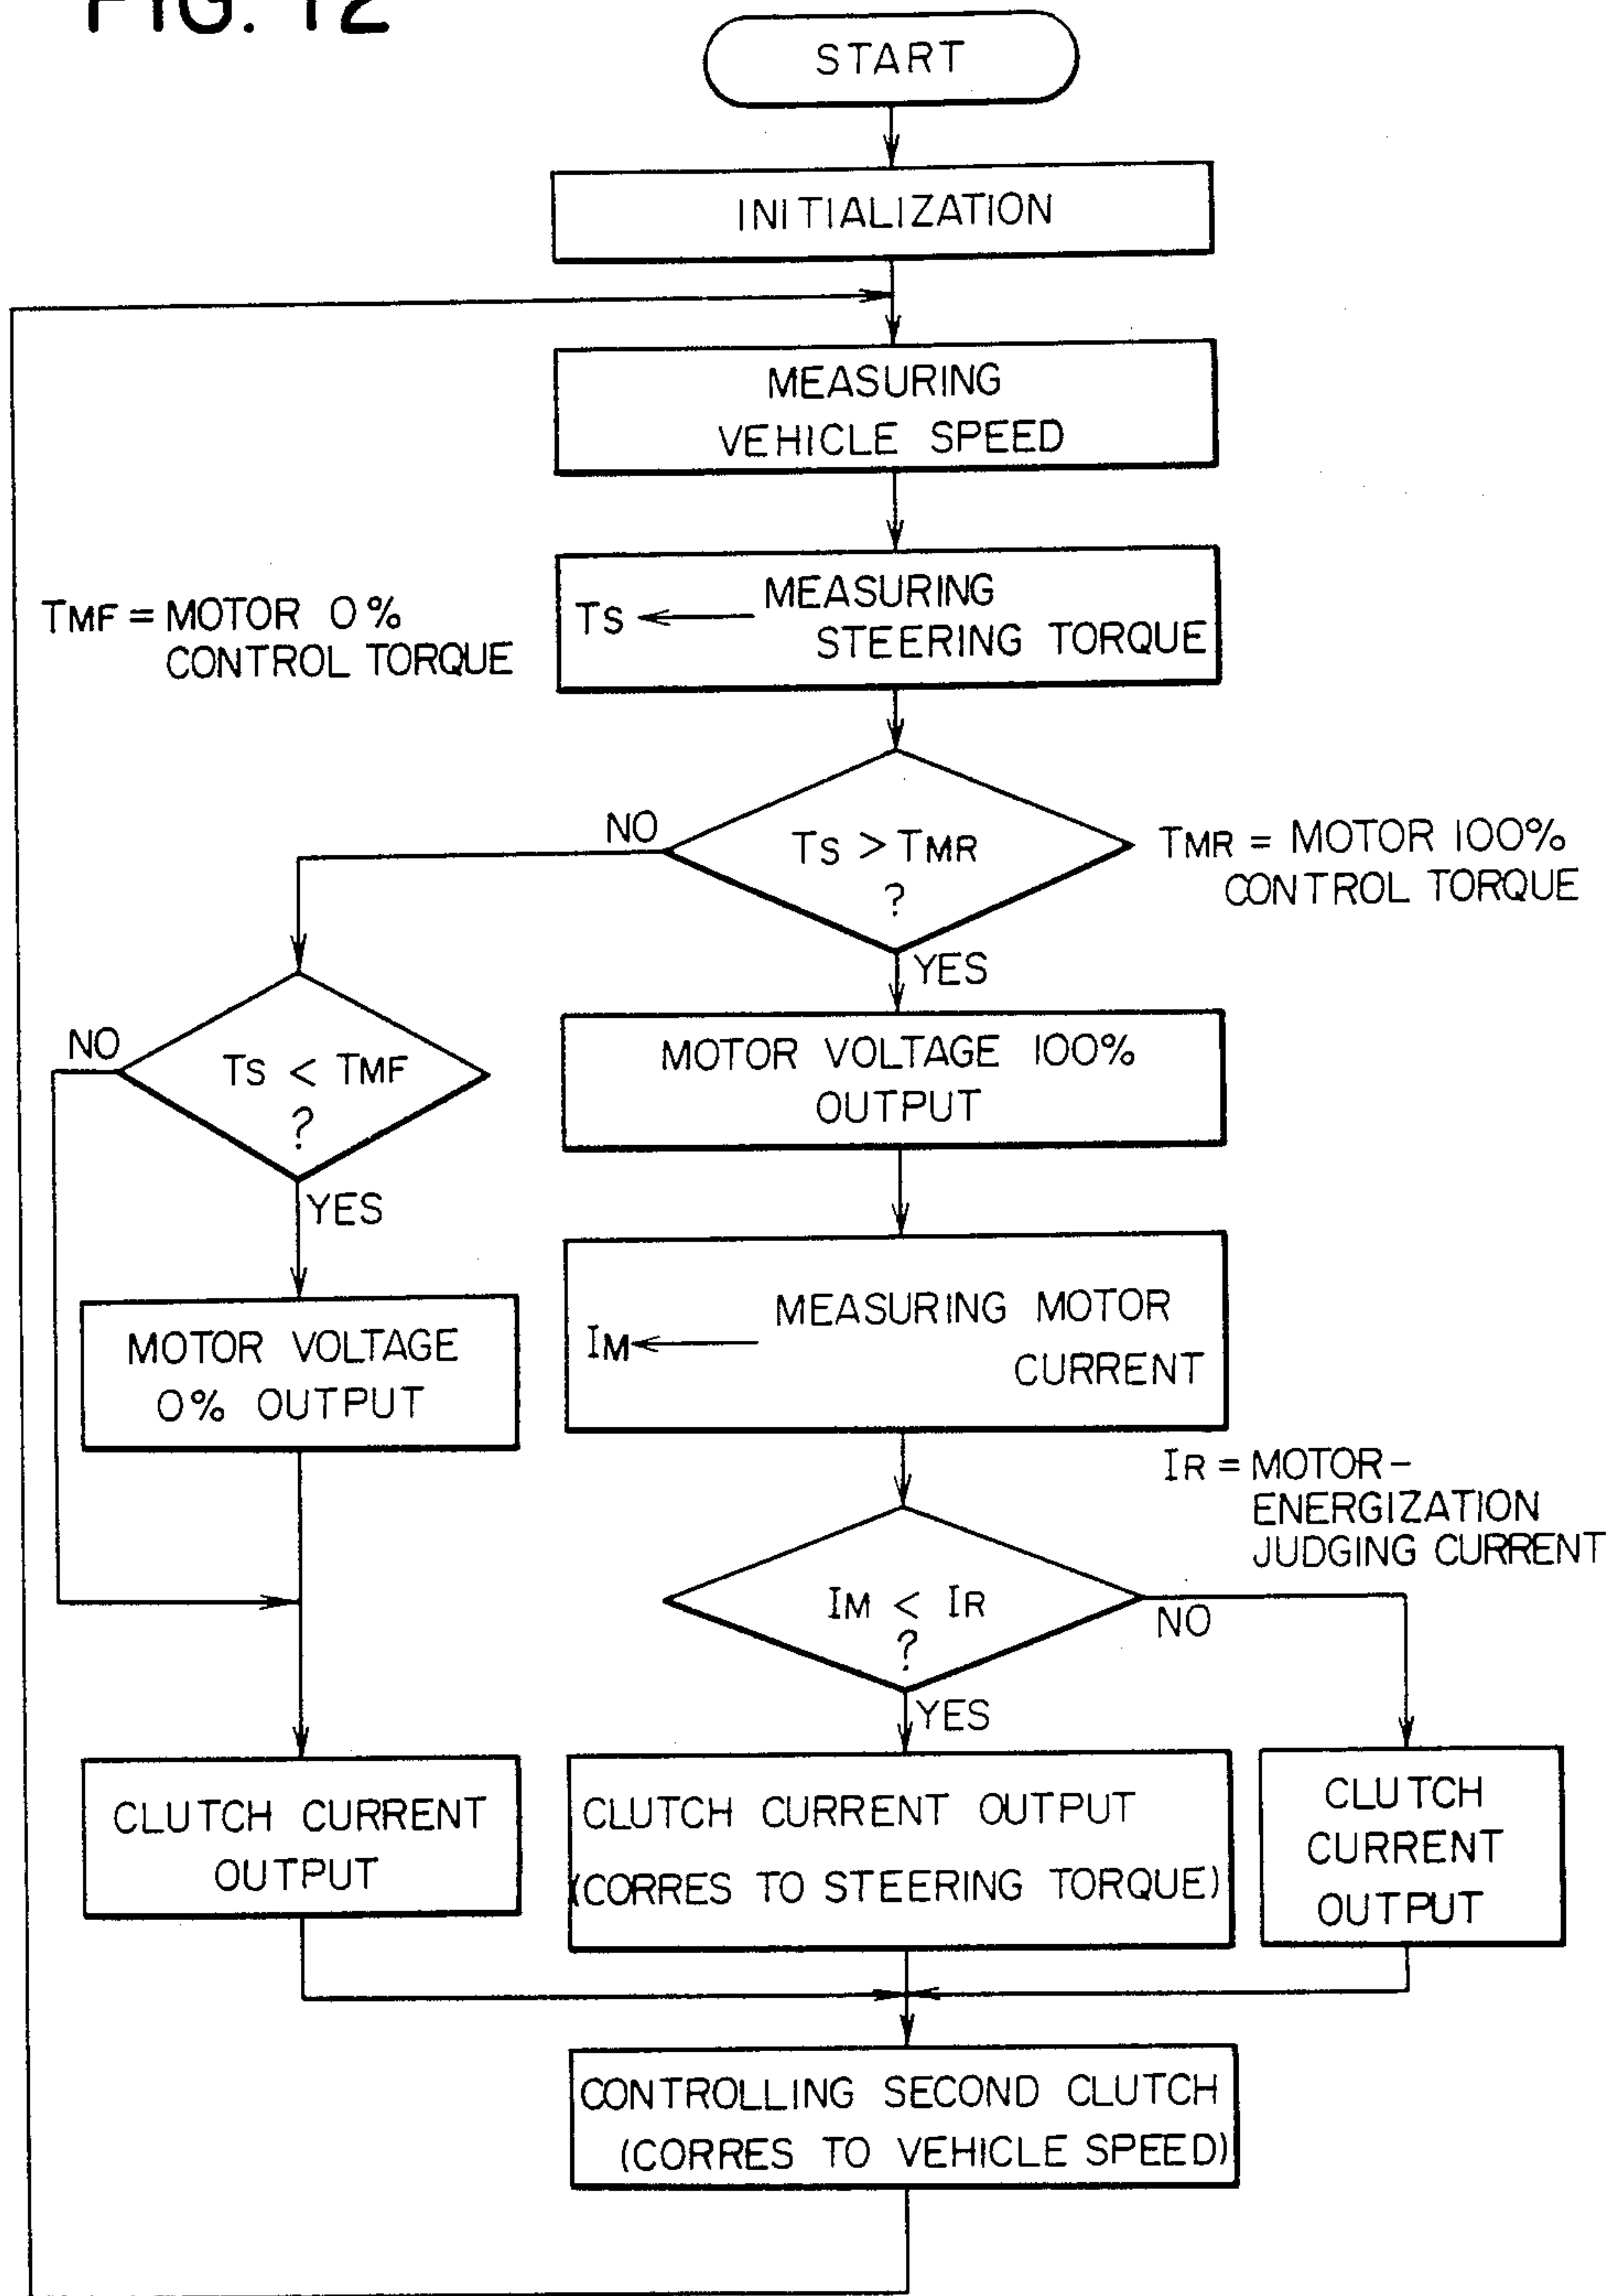 FIG. 12
START
INITIALIZATION
MEASURING
VEHICLE SPEED
TMF = MOTOR 0%
CONTROL TORQUE
TS ← MEASURING
STEERING TORQUE
NO
TS > TMR
?
TMR = MOTOR 100%
CONTROL TORQUE
YES
NO
TS < TMF
?
YES
MOTOR VOLTAGE 100%
OUTPUT
MOTOR VOLTAGE
0% OUTPUT
IM ← MEASURING MOTOR
CURRENT
IR = MOTOR-
ENERGIZATION
JUDGING CURRENT
IM < IR
?
NO
YES
CLUTCH CURRENT
OUTPUT
CLUTCH CURRENT OUTPUT
(CORRES TO STEERING TORQUE)
CLUTCH
CURRENT
OUTPUT
CONTROLLING SECOND CLUTCH
(CORRES TO VEHICLE SPEED)